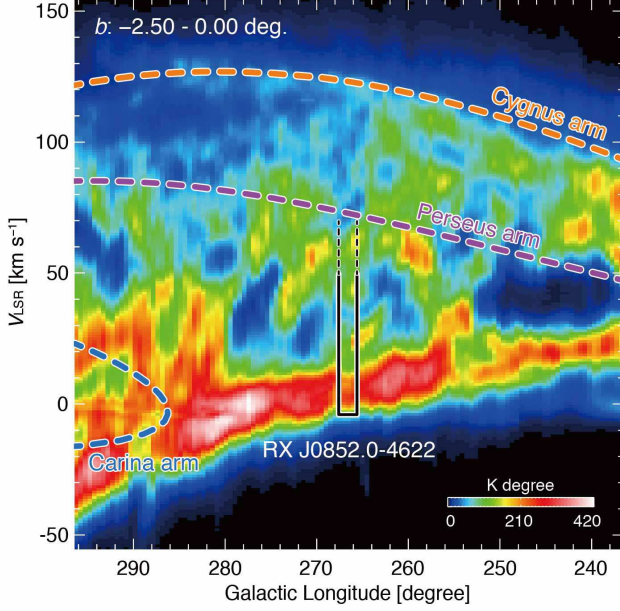 150
b: −2.50 - 0.00 deg.
Cygnus arm
100
Perseus arm
50
0
Carina arm
RX J0852.0-4622
K degree
0 210 420
-50
290 280 270 260 250 240
Galactic Longitude [degree]
VLSR [km s⁻¹]